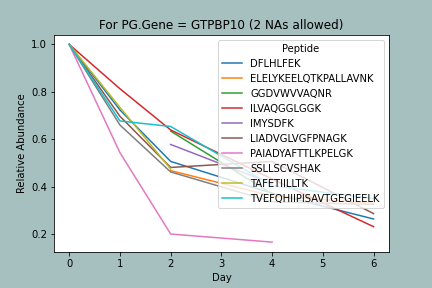 For PG.Gene = GTPBP10 (2 NAs allowed)
Relative Abundance
1.0
0.8
0.6
0.4
0.2
Peptide
DFLHLFEK
ELELYKEELQTKPALLAVNK
GGDVWVVAQNR
ILVAQGGLGGK
IMYSDFK
LIADVGLVGFPNAGK
PAIADYAFTTLKPELGK
SSLLSCVSHAK
TAFETIILLTK
TVEFQHIIPISAVTGEGIEELK
0 1 2 3 4 5 6
Day